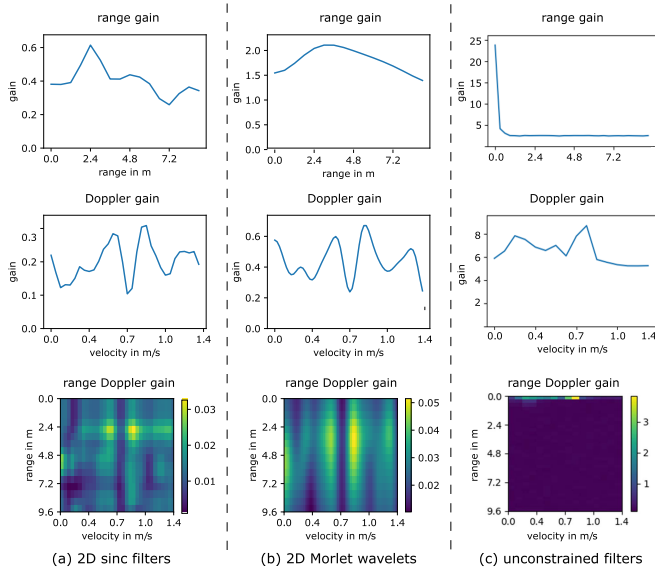 range gain
0.6
0.4
0.2
0.0
gain
0.0 2.4 4.8 7.2
range in m
Doppler gain
0.3
0.2
0.1
0.0
gain
0.0 0.4 0.7 1.0 1.4
velocity in m/s
range Doppler gain
0.0
2.4
4.8
7.2
9.6
range in m
0.0 0.4 0.7 1.0 1.4
velocity in m/s
0.03
0.02
0.01
(a) 2D sinc filters
range gain
2.0
1.5
1.0
0.5
0.0
gain
0.0 2.4 4.8 7.2
range in m
Doppler gain
0.6
0.4
0.2
0.0
gain
0.0 0.4 0.7 1.0 1.4
velocity in m/s
range Doppler gain
0.0
2.4
4.8
7.2
9.6
range in m
0.0 0.4 0.7 1.0 1.4
velocity in m/s
0.05
0.04
0.03
0.02
(b) 2D Morlet wavelets
range gain
25
20
15
10
5
gain
0.0 2.4 4.8 7.2
range in m
Doppler gain
8
6
4
2
gain
0.0 0.4 0.7 1.0 1.4
velocity in m/s
range Doppler gain
0.0
2.4
4.8
7.2
9.6
range in m
0.0 0.4 0.7 1.0 1.4
velocity in m/s
3
2
1
(c) unconstrained filters